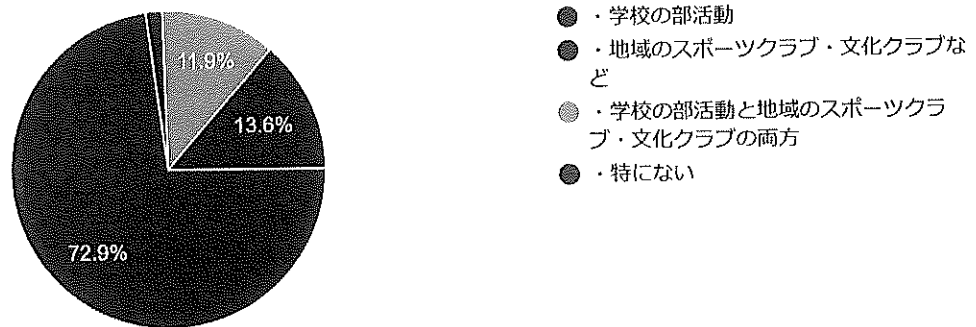 11.9%
13.6%
72.9%
・学校の部活動
・地域のスポーツクラブ・文化クラブな
ど
・学校の部活動と地域のスポーツクラ
ブ・文化クラブの両方
・特にない